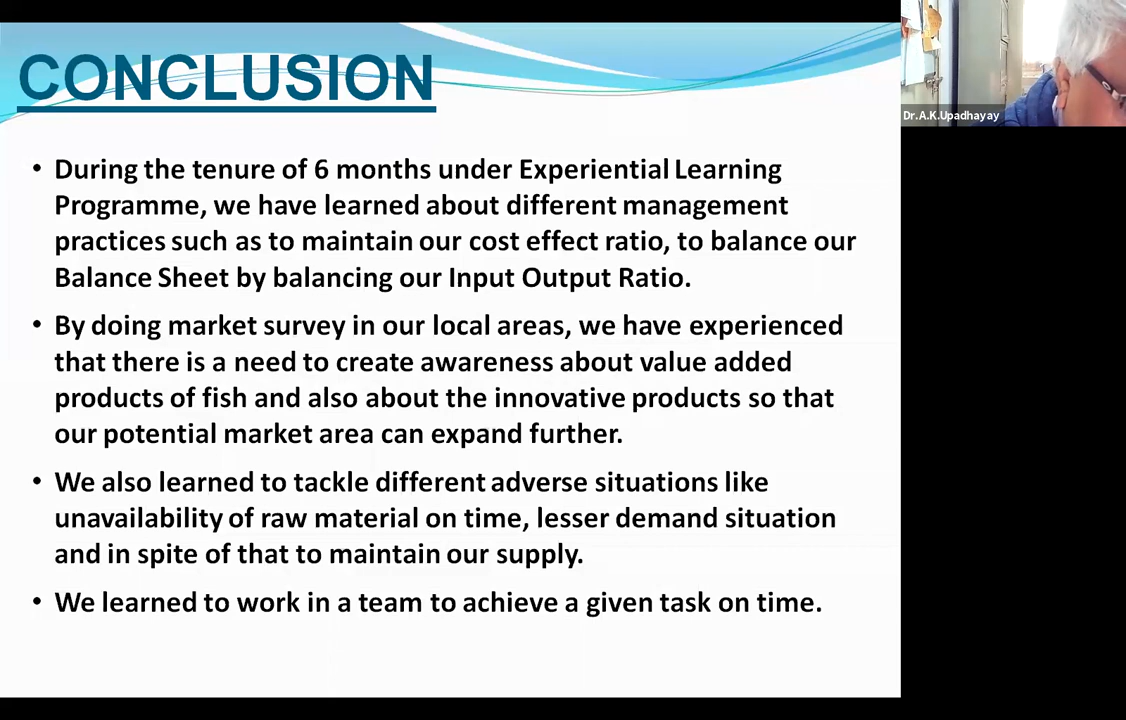 CONCLUSION
Dr.A.K.Upadhayay
• During the tenure of 6 months under Experiential Learning
Programme, we have learned about different management
practices such as to maintain our cost effect ratio, to balance our
Balance Sheet by balancing our Input Output Ratio.
• By doing market survey in our local areas, we have experienced
that there is a need to create awareness about value added
products of fish and also about the innovative products so that
our potential market area can expand further.
• We also learned to tackle different adverse situations like
unavailability of raw material on time, lesser demand situation
and in spite of that to maintain our supply.
• We learned to work in a team to achieve a given task on time.